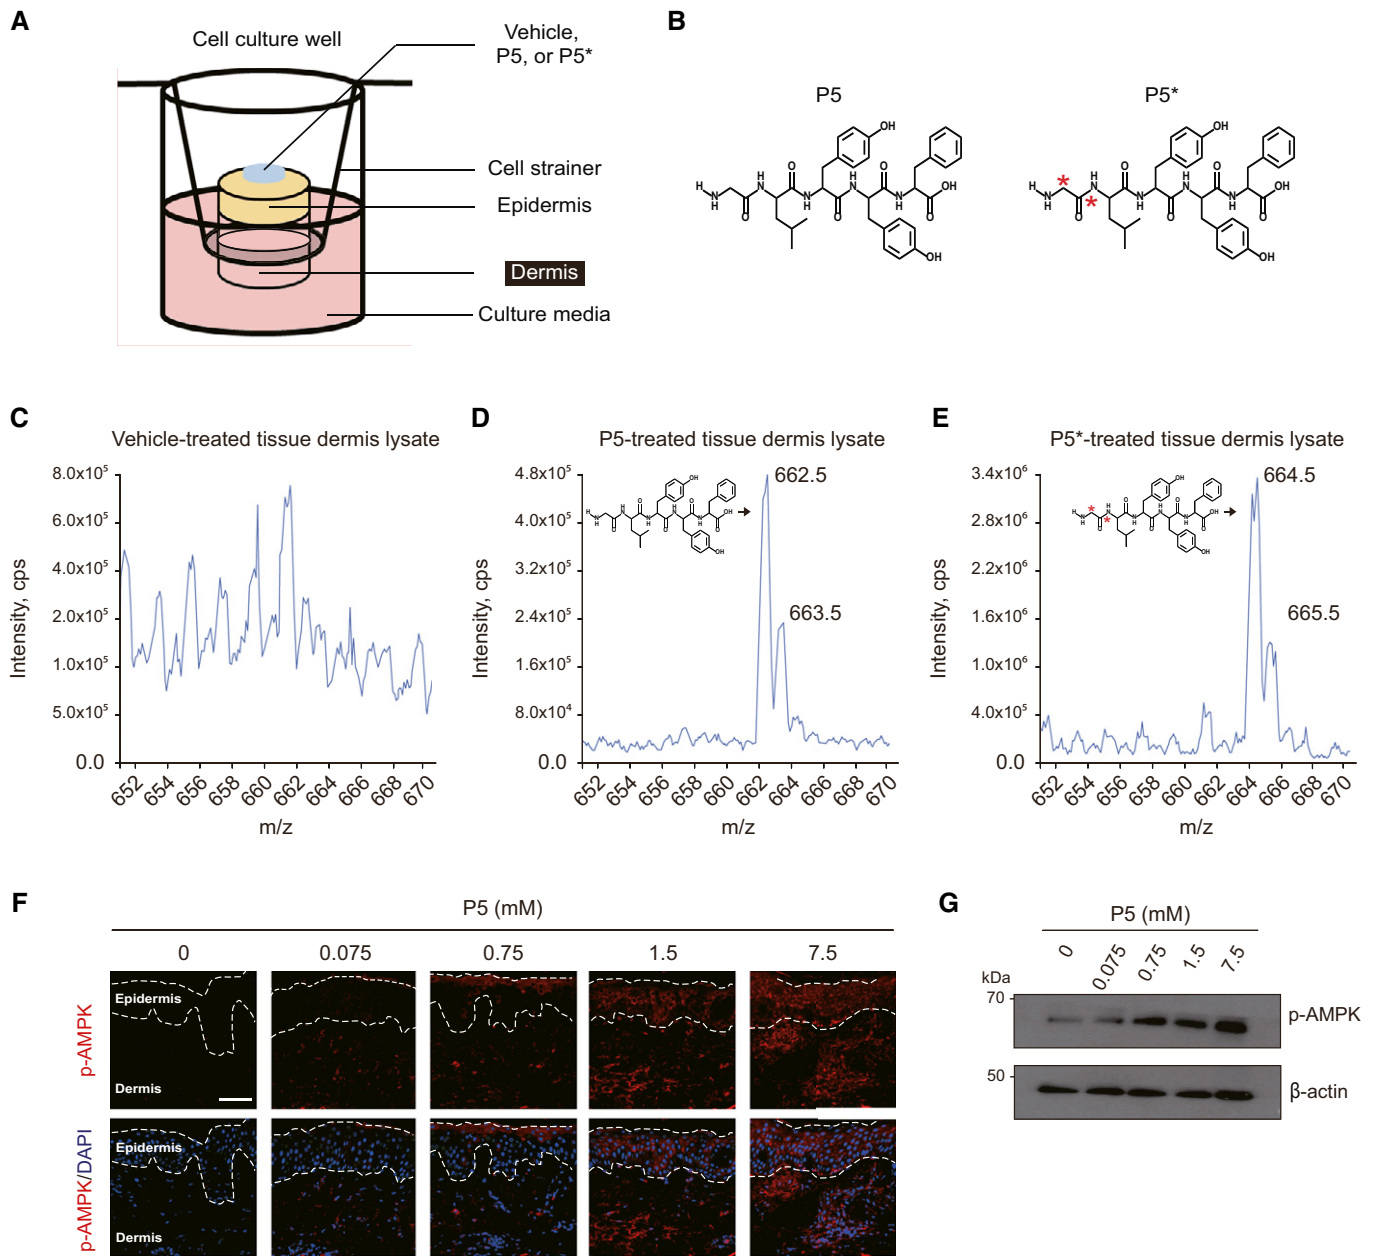 A
Cell culture well
Vehicle,
P5, or P5*
Cell strainer
Epidermis
Dermis
Culture media
B
P5
H
N
H
O
H
N
O
N
H
OH
O
H
N
OH
N
H
O
OH
P5*
H
N
H
*
O
H
N
*
O
N
H
OH
O
H
N
OH
N
H
O
OH
C
Vehicle-treated tissue dermis lysate
Intensity, cps
8.0x10⁵
6.0x10⁵
4.0x10⁵
2.0x10⁵
1.0x10⁵
5.0x10⁵
0.0
652 654 656 658 660 662 664 666 668 670
m/z
D
P5-treated tissue dermis lysate
Intensity, cps
4.8x10⁵
4.0x10⁵
3.2x10⁵
2.4x10⁵
1.6x10⁵
8.0x10⁴
0.0
662.5
663.5
652 654 656 658 660 662 664 666 668 670
m/z
E
P5*-treated tissue dermis lysate
Intensity, cps
3.4x10⁶
2.8x10⁶
2.2x10⁶
1.6x10⁶
1.0x10⁶
4.0x10⁵
0.0
664.5
665.5
652 654 656 658 660 662 664 666 668 670
m/z
F
P5 (mM)
0 0.075 0.75 1.5 7.5
p-AMPK
Epidermis
Dermis
p-AMPK/DAPI
Epidermis
Dermis
G
P5 (mM)
0 0.075 0.75 1.5 7.5
kDa
70
p-AMPK
50
β-actin